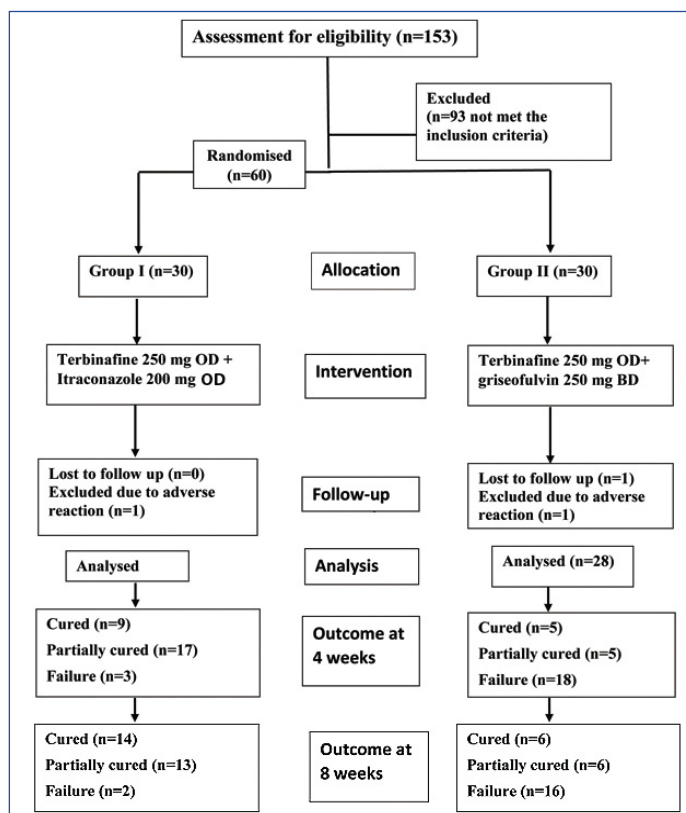 Assessment for eligibility (n=153)
Excluded
(n=93 not met the
inclusion criteria)
Randomised
(n=60)
Group I (n=30)
Allocation
Group II (n=30)
Terbinafine 250 mg OD +
Itraconazole 200 mg OD
Intervention
Terbinafine 250 mg OD+
griseofulvin 250 mg BD
Lost to follow up (n=0)
Excluded due to adverse
reaction (n=1)
Follow-up
Lost to follow up (n=1)
Excluded due to adverse
reaction (n=1)
Analysed
Analysis
Analysed (n=28)
Cured (n=9)
Partially cured (n=17)
Failure (n=3)
Outcome at
4 weeks
Cured (n=5)
Partially cured (n=5)
Failure (n=18)
Cured (n=14)
Partially cured (n=13)
Failure (n=2)
Outcome at
8 weeks
Cured (n=6)
Partially cured (n=6)
Failure (n=16)